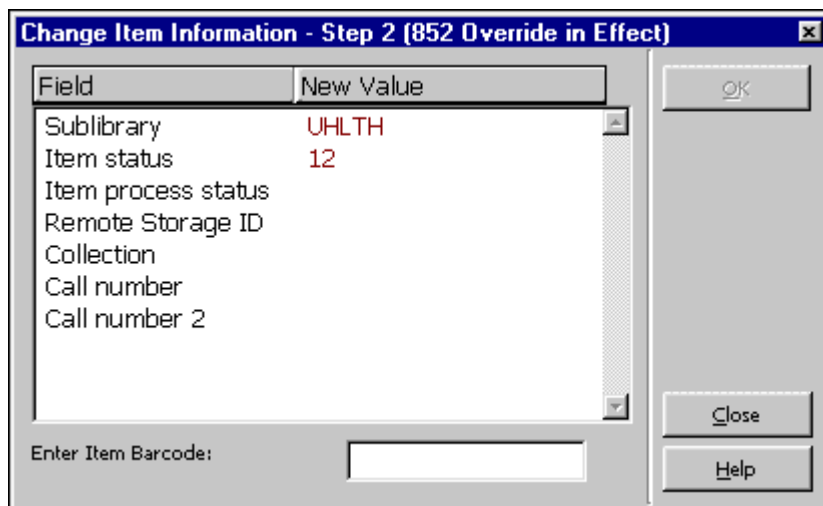 Change Item Information - Step 2 (852 Override in Effect)
Field New Value
OK
Sublibrary UHLTH
Item status 12
Item process status
Remote Storage ID
Collection
Call number
Call number 2
Close
Enter Item Barcode:
Help